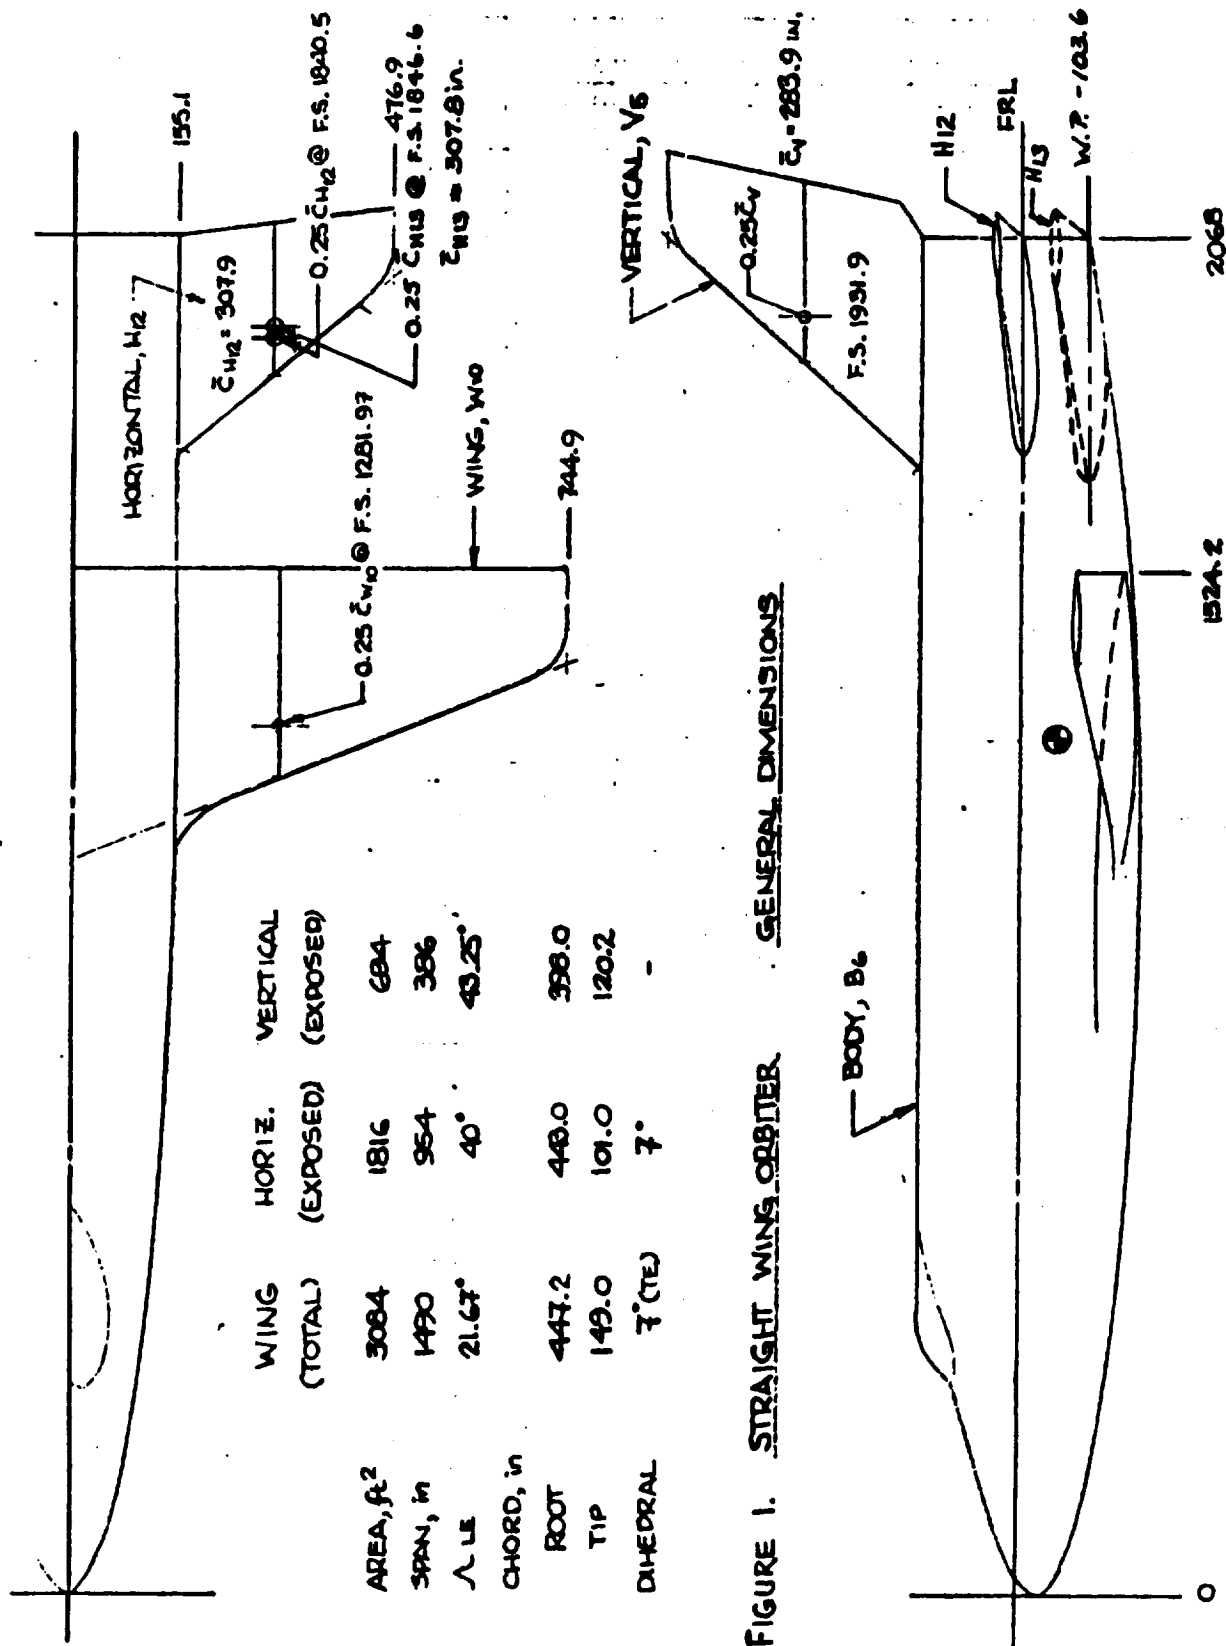 155.1
HORIZONTAL, H12
C̄H12 = 307.9
0.25 C̄H12 @ F.S. 1840.5
476.9
0.25 C̄H13 @ F.S. 1846.6
C̄H13 = 307.8 in.
0.25 C̄W10 @ F.S. 1281.97
WING, W10
744.9
WING HORIZ. VERTICAL
(TOTAL) (EXPOSED) (EXPOSED)
AREA, ft² 3084 1816 684
SPAN, in 1490 954 386
Λ LE 21.67° 40° 43.25°
CHORD, in
ROOT 447.2 448.0 398.0
TIP 149.0 101.0 120.2
DIHEDRAL 7° (TE) 7° -
FIGURE 1. STRAIGHT WING ORBITER GENERAL DIMENSIONS
VERTICAL, V5
0.25 C̄V
C̄V = 283.9 IN.
F.S. 1931.9
BODY, B6
H12
FRL
H13
W.P. -103.6
0
1524.2
2068